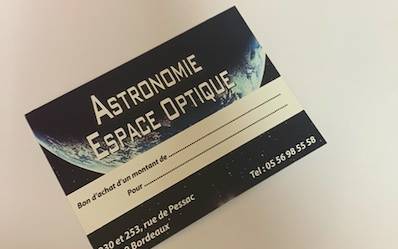 ASTRONOMIE
ESPACE OPTIQUE
Bon d'achat d'un montant de
Pour
Tel : 05 56 98 55 58
et 253, rue de Pessac
Bordeaux